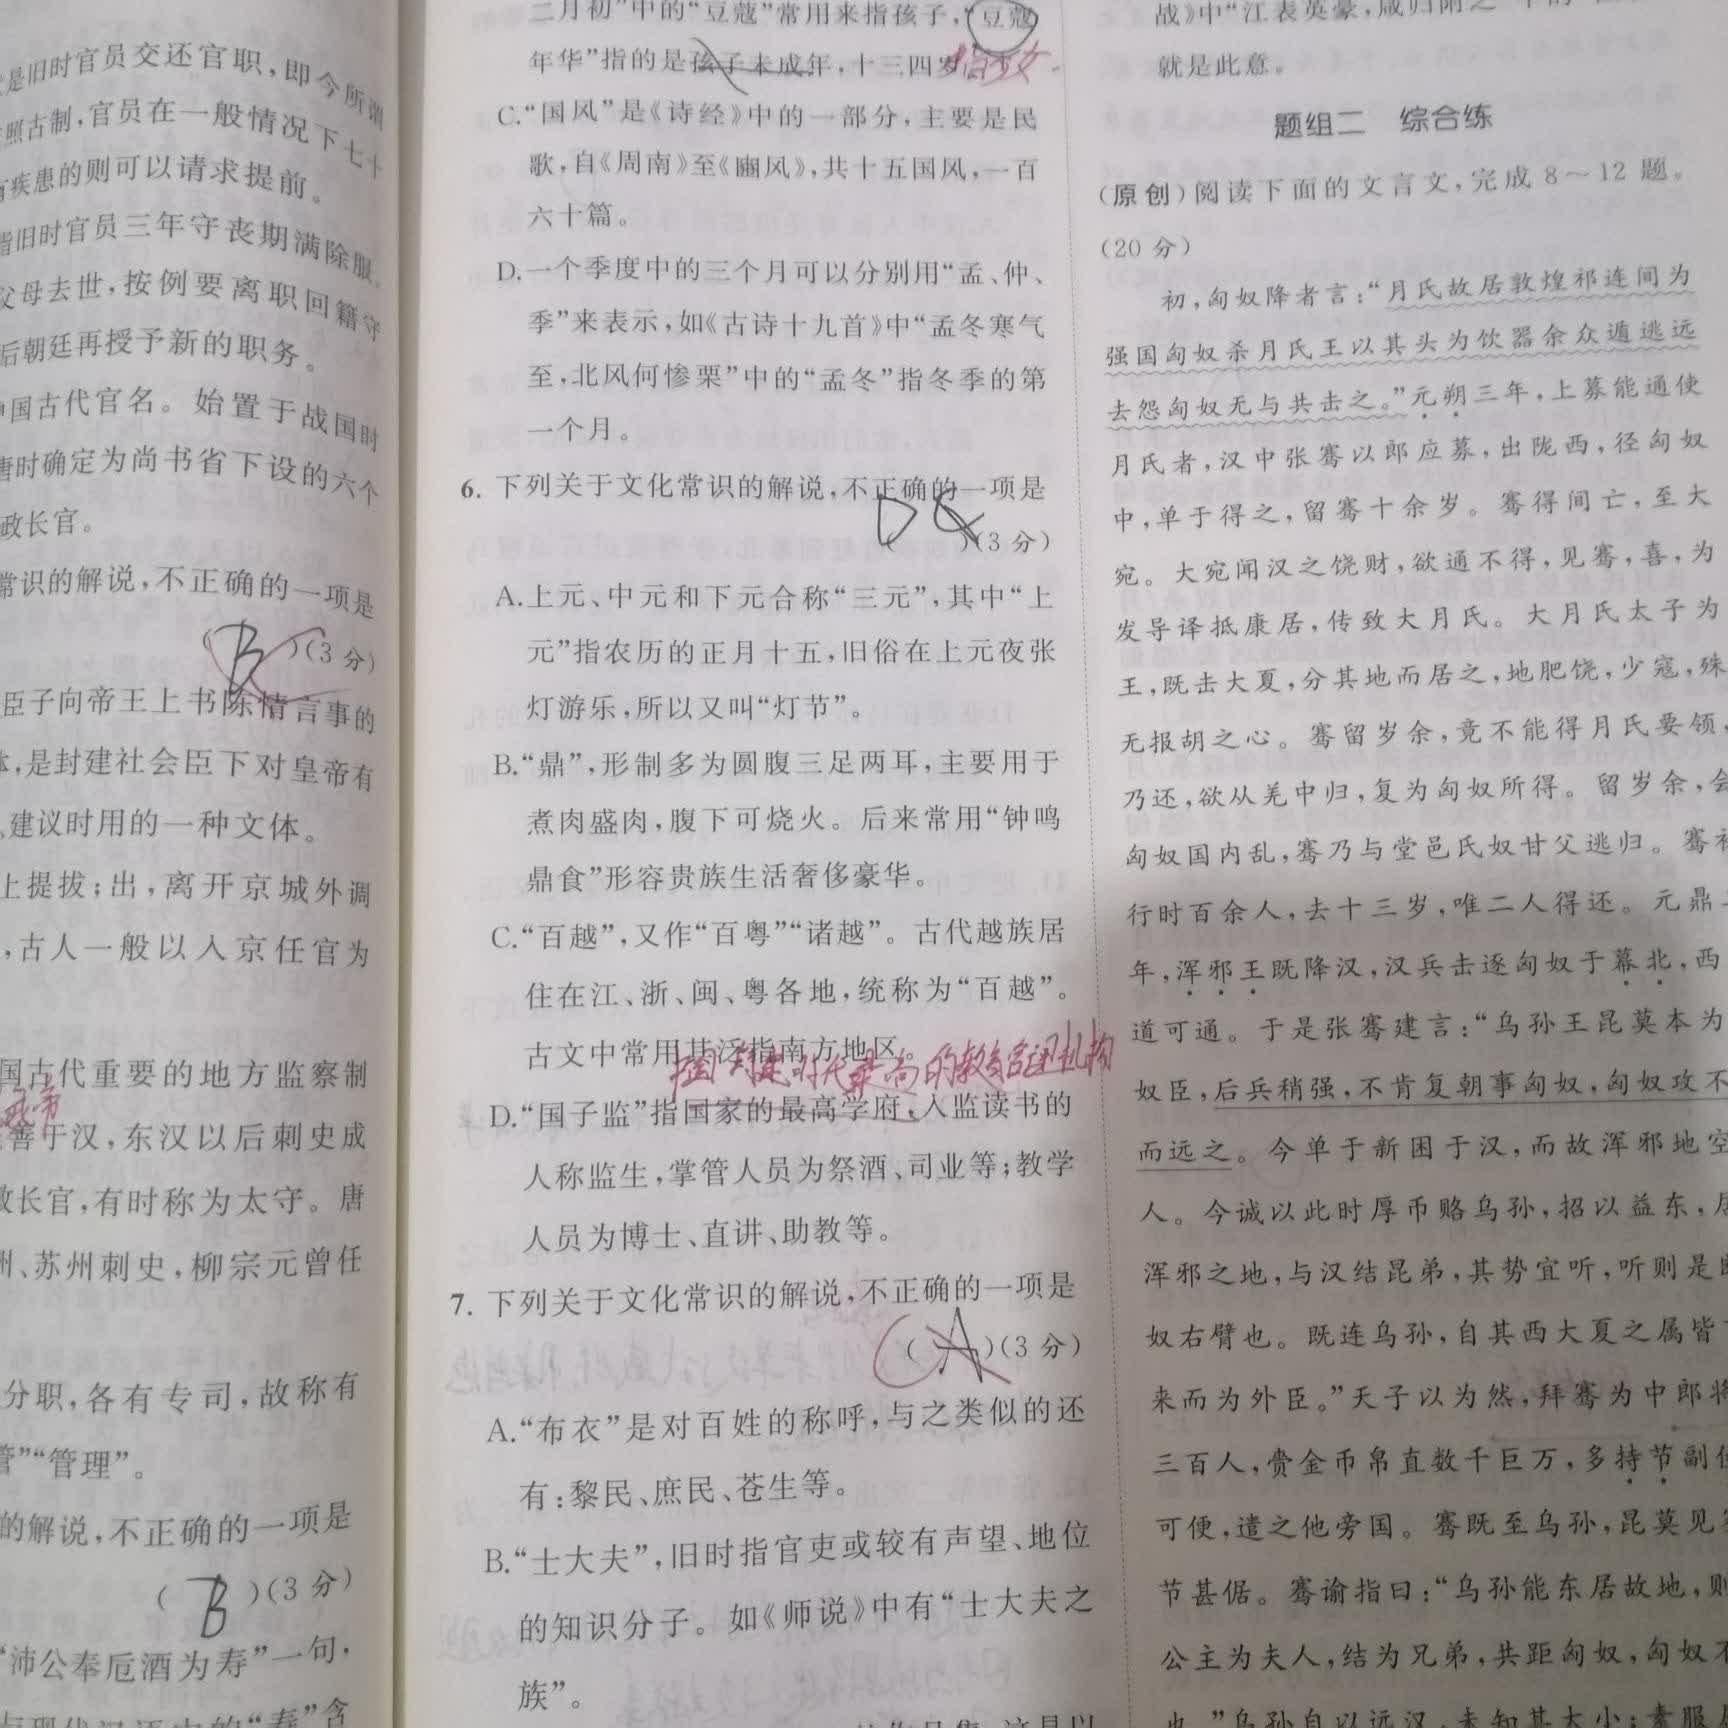 是旧时官员交还官职,即今所谓
照古制,官员在一般情况下七十
有疾患的则可以请求提前。
指旧时官员三年守丧期满除服。
父母去世,按例要离职回籍守
后朝廷再授予新的职务。
中国古代官名。始置于战国时
唐时确定为尚书省下设的六个
政长官。
常识的解说,不正确的一项是
(B)(3分)
臣子向帝王上书陈情言事的
体,是封建社会臣下对皇帝有
建议时用的一种文体。
上提拔;出,离开京城外调
,古人一般以入京任官为
国古代重要的地方监察制
武帝
善于汉,东汉以后刺史成
政长官,有时称为太守。唐
州、苏州刺史,柳宗元曾任
分职,各有专司,故称有
管”“管理”。
的解说,不正确的一项是
(B)(3分)
“沛公奉卮酒为寿”一句,
与现代汉语中的“寿”含
二月初”中的“豆蔻”常用来指孩子,“豆蔻
年华”指的是孩子未成年,十三四岁
指少女.
C.“国风”是《诗经》中的一部分,主要是民
歌,自《周南》至《豳风》,共十五国风,一百
六十篇。
D.一个季度中的三个月可以分别用“孟、仲、
季”来表示,如《古诗十九首》中“孟冬寒气
至,北风何惨栗”中的“孟冬”指冬季的第
一个月。
6. 下列关于文化常识的解说,不正确的一项是
(D)(3分)
A.上元、中元和下元合称“三元”,其中“上
元”指农历的正月十五,旧俗在上元夜张
灯游乐,所以又叫“灯节”。
B.“鼎”,形制多为圆腹三足两耳,主要用于
煮肉盛肉,腹下可烧火。后来常用“钟鸣
鼎食”形容贵族生活奢侈豪华。
C.“百越”,又作“百粤”“诸越”。古代越族居
住在江、浙、闽、粤各地,统称为“百越”。
古文中常用其泛指南方地区。
封建时代最高的教育管理机构
D.“国子监”指国家的最高学府,入监读书的
人称监生,掌管人员为祭酒、司业等;教学
人员为博士、直讲、助教等。
7. 下列关于文化常识的解说,不正确的一项是
(A)(3分)
A.“布衣”是对百姓的称呼,与之类似的还
有:黎民、庶民、苍生等。
B.“士大夫”,旧时指官吏或较有声望、地位
的知识分子。如《师说》中有“士大夫之
族”。
战》中“江表英豪,咸归附之”中的
就是此意。
题组二 综合练
(原创)阅读下面的文言文,完成8～12题。
(20分)
初,匈奴降者言:“月氏故居敦煌祁连间为
强国匈奴杀月氏王以其头为饮器余众遁逃远
去怨匈奴无与共击之。”元朔三年,上募能通使
月氏者,汉中张骞以郎应募,出陇西,径匈奴
中,单于得之,留骞十余岁。骞得间亡,至大
宛。大宛闻汉之饶财,欲通不得,见骞,喜,为
发导译抵康居,传致大月氏。大月氏太子为
王,既击大夏,分其地而居之,地肥饶,少寇,殊
无报胡之心。骞留岁余,竟不能得月氏要领,
乃还,欲从羌中归,复为匈奴所得。留岁余,会
匈奴国内乱,骞乃与堂邑氏奴甘父逃归。骞初
行时百余人,去十三岁,唯二人得还。元鼎二
年,浑邪王既降汉,汉兵击逐匈奴于幕北,西
道可通。于是张骞建言:“乌孙王昆莫本为
奴臣,后兵稍强,不肯复朝事匈奴,匈奴攻不
而远之。今单于新困于汉,而故浑邪地空
人。今诚以此时厚币赂乌孙,招以益东,居
浑邪之地,与汉结昆弟,其势宜听,听则是断
奴右臂也。既连乌孙,自其西大夏之属皆
来而为外臣。”天子以为然,拜骞为中郎将
三百人,赍金币帛直数千巨万,多持节副使
可便,遣之他旁国。骞既至乌孙,昆莫见骞
节甚倨。骞谕指曰:“乌孙能东居故地,则
公主为夫人,结为兄弟,共距匈奴,匈奴不
也。”乌孙自以远汉,未知其大小;素服属